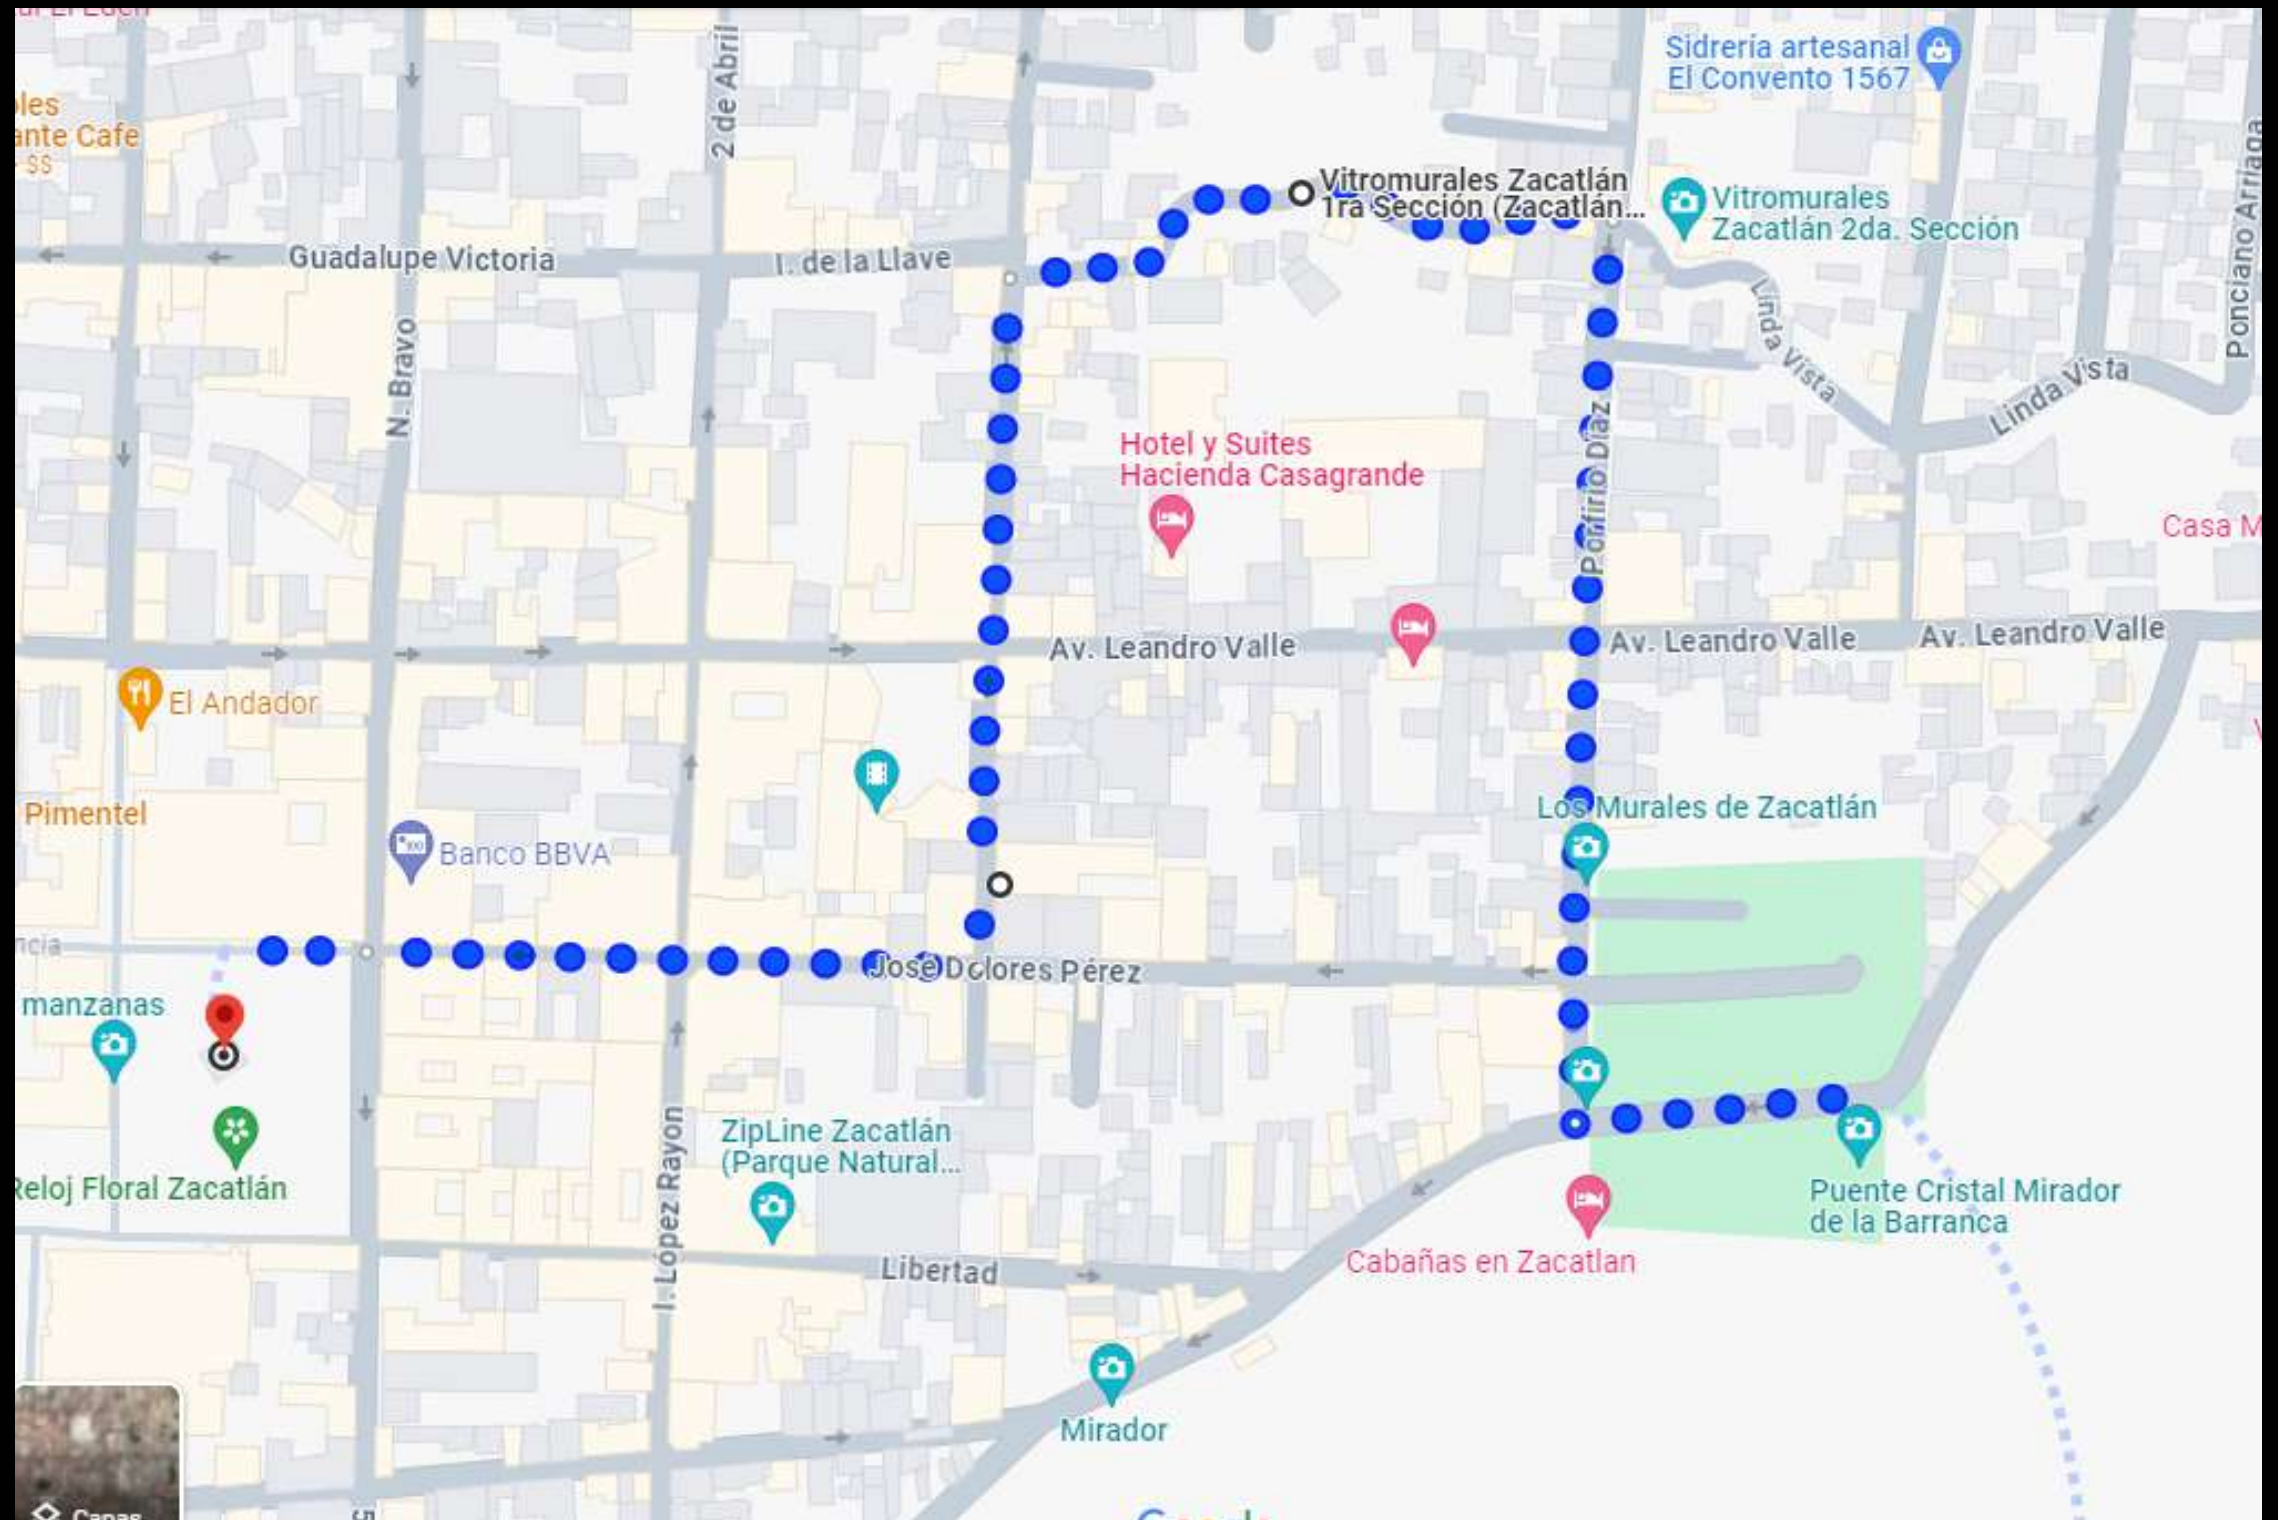 2 de Abril
Sidrería artesanal
El Convento 1567
ante Cafe
$$
Vitromurales Zacatlán
1ra Sección (Zacatlán...
Vitromurales
Zacatlán 2da. Sección
Ponciano Arriaga
Guadalupe Victoria
I. de la Llave
Linda Vista
Linda Vista
N. Bravo
Porfirio Díaz
Hotel y Suites
Hacienda Casagrande
Casa M
Av. Leandro Valle
Av. Leandro Valle
Av. Leandro Valle
El Andador
Pimentel
Los Murales de Zacatlán
Banco BBVA
ncia
José Dolores Pérez
manzanas
ZipLine Zacatlán
(Parque Natural...
Reloj Floral Zacatlán
I. López Rayon
Puente Cristal Mirador
de la Barranca
Cabañas en Zacatlan
Libertad
Mirador
Capas
5
Google